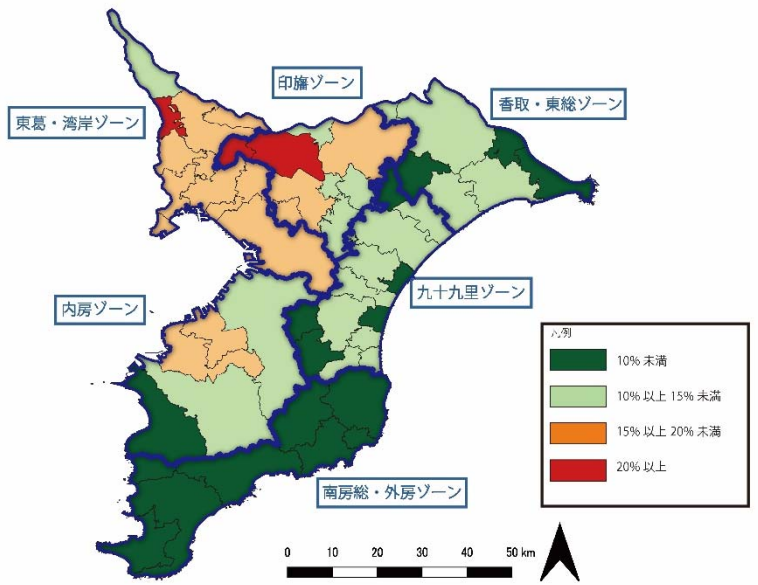 印旛ゾーン
香取・東総ゾーン
東葛・湾岸ゾーン
九十九里ゾーン
内房ゾーン
凡例
10% 未満
10% 以上 15% 未満
15% 以上 20% 未満
20% 以上
南房総・外房ゾーン
0 10 20 30 40 50 km